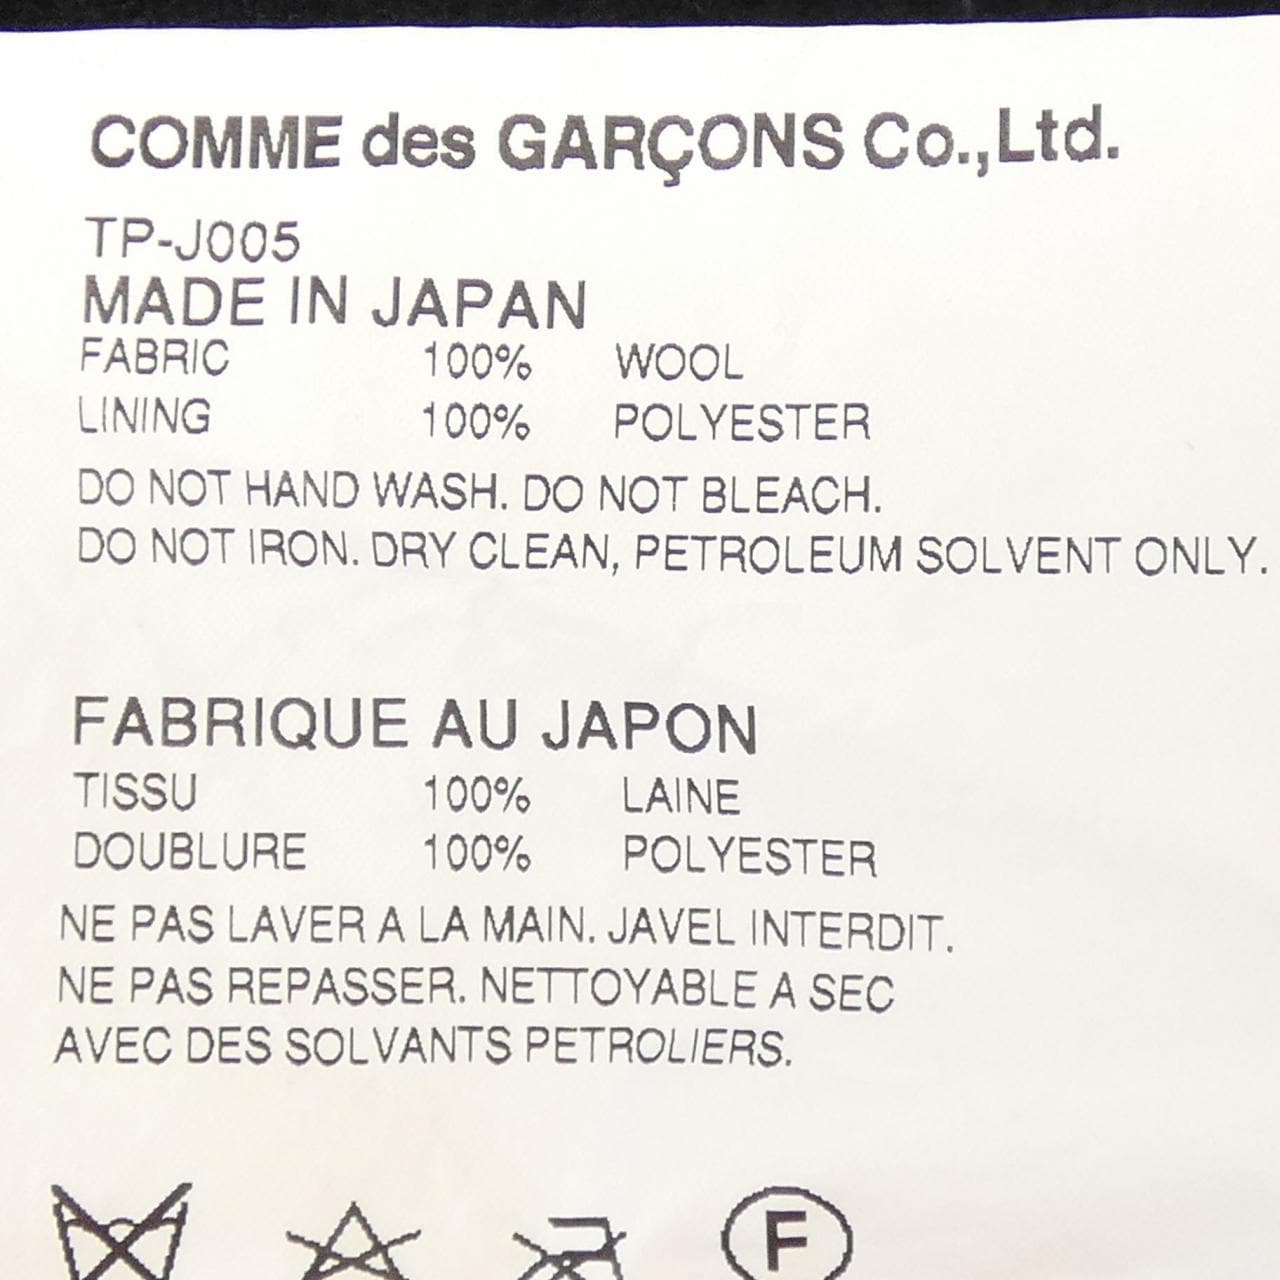 COMME des GARÇONS Co.,Ltd.
TP-J005
MADE IN JAPAN
FABRIC 100% WOOL
LINING 100% POLYESTER
DO NOT HAND WASH. DO NOT BLEACH.
DO NOT IRON. DRY CLEAN, PETROLEUM SOLVENT ONLY.
FABRIQUE AU JAPON
TISSU 100% LAINE
DOUBLURE 100% POLYESTER
NE PAS LAVER A LA MAIN. JAVEL INTERDIT.
NE PAS REPASSER. NETTOYABLE A SEC
AVEC DES SOLVANTS PETROLIERS.
F